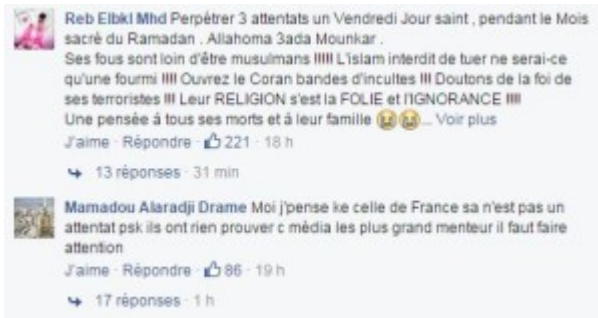 Reb Elbkl Mhd Perpétrer 3 attentats un Vendredi Jour saint , pendant le Mois
sacrè du Ramadan . Allahoma 3ada Mounkar .
Ses fous sont loin d'être musulmans !!!!! L'islam interdit de tuer ne serai-ce
qu'une fourmi !!!! Ouvrez le Coran bandes d'incultes !!! Doutons de la foi de
ses terroristes !!! Leur RELIGION s'est la FOLIE et l'IGNORANCE !!!!
Une pensée á tous ses morts et á leur famille 😭😭... Voir plus
J'aime · Répondre · 221 · 18 h
13 réponses · 31 min
Mamadou Alaradji Drame Moi j'pense ke celle de France sa n'est pas un
attentat psk ils ont rien prouver c mèdia les plus grand menteur il faut faire
attention
J'aime · Répondre · 86 · 19 h
17 réponses · 1 h